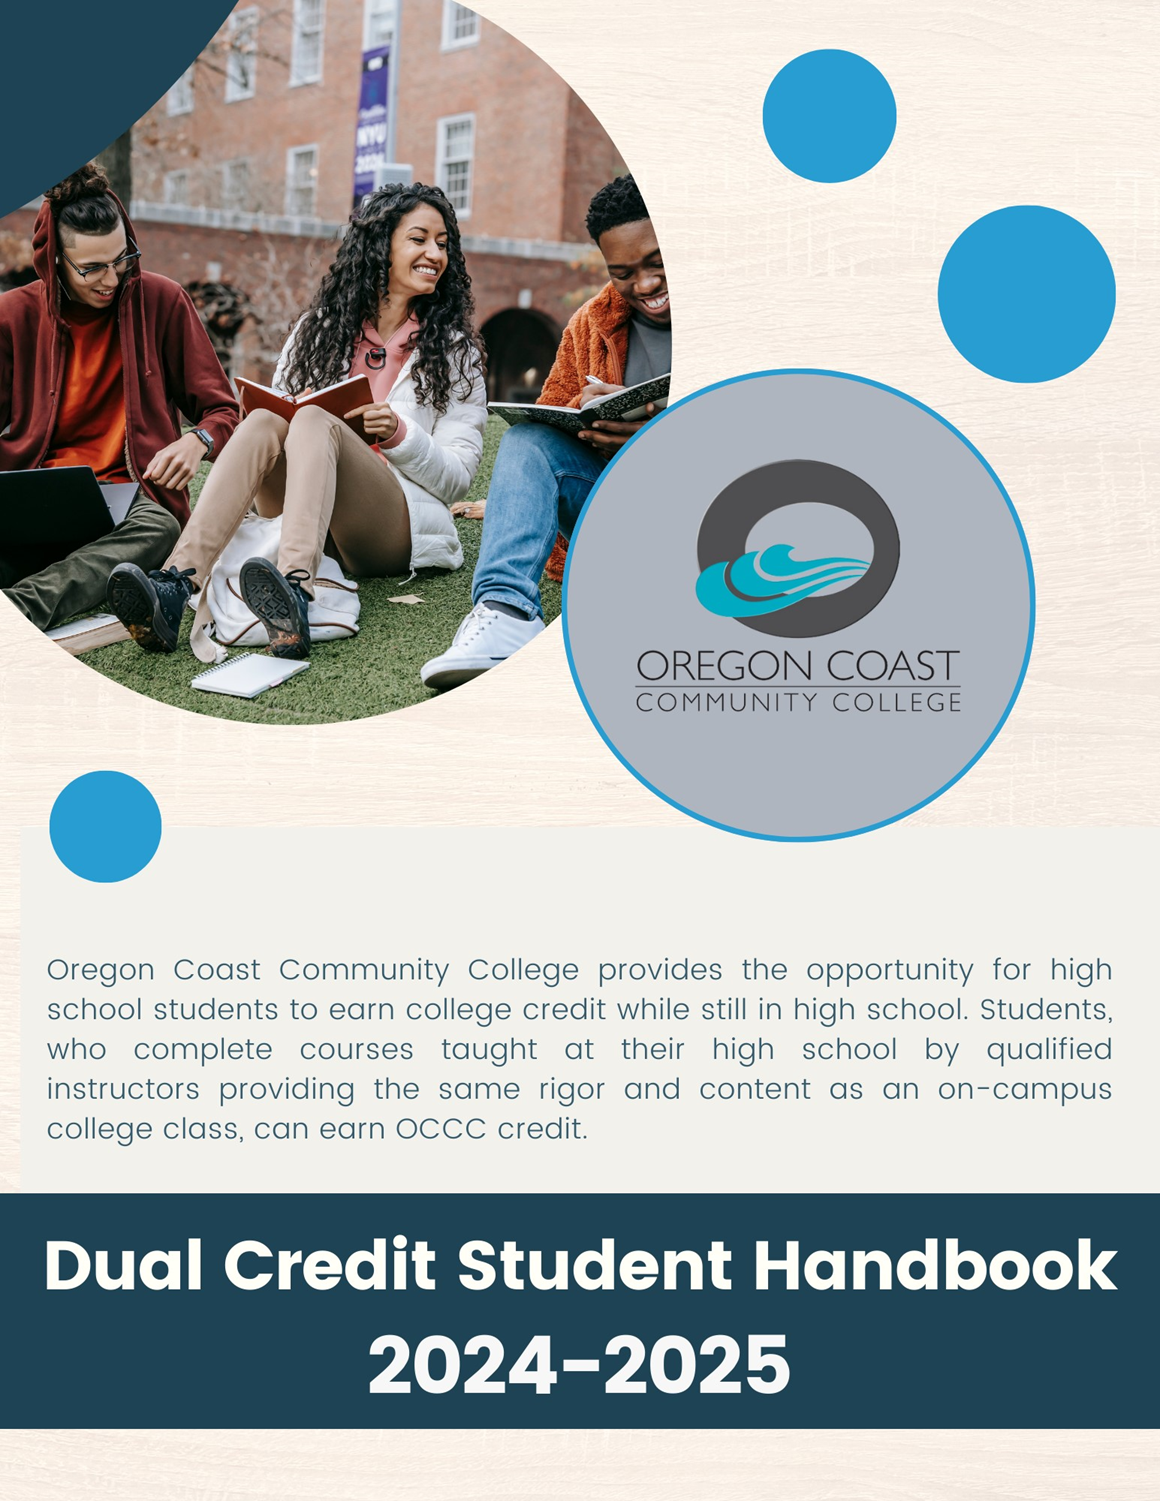 NYU
OREGON COAST
COMMUNITY COLLEGE
Oregon Coast Community College provides the opportunity for high
school students to earn college credit while still in high school. Students,
who complete courses taught at their high school by qualified
instructors providing the same rigor and content as an on-campus
college class, can earn OCCC credit.
Dual Credit Student Handbook
2024-2025